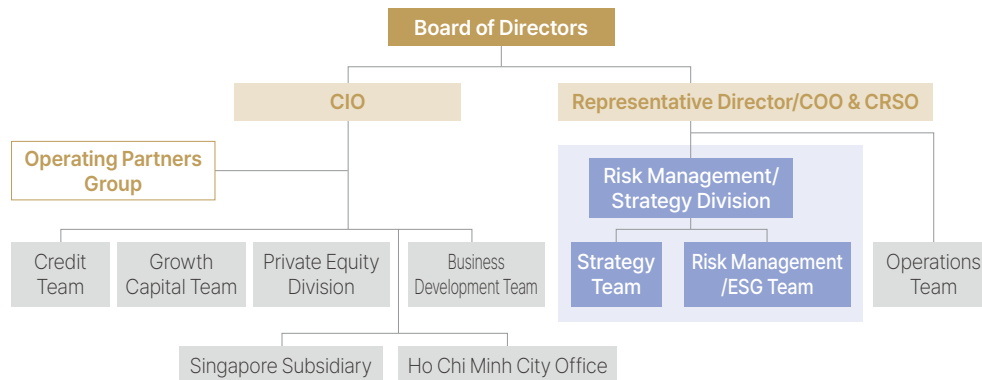 Board of Directors
CIO
Representative Director/COO & CRSO
Operating Partners
Group
Risk Management/
Strategy Division
Credit
Team
Growth
Capital Team
Private Equity
Division
Business
Development Team
Strategy
Team
Risk Management
/ESG Team
Operations
Team
Singapore Subsidiary
Ho Chi Minh City Office